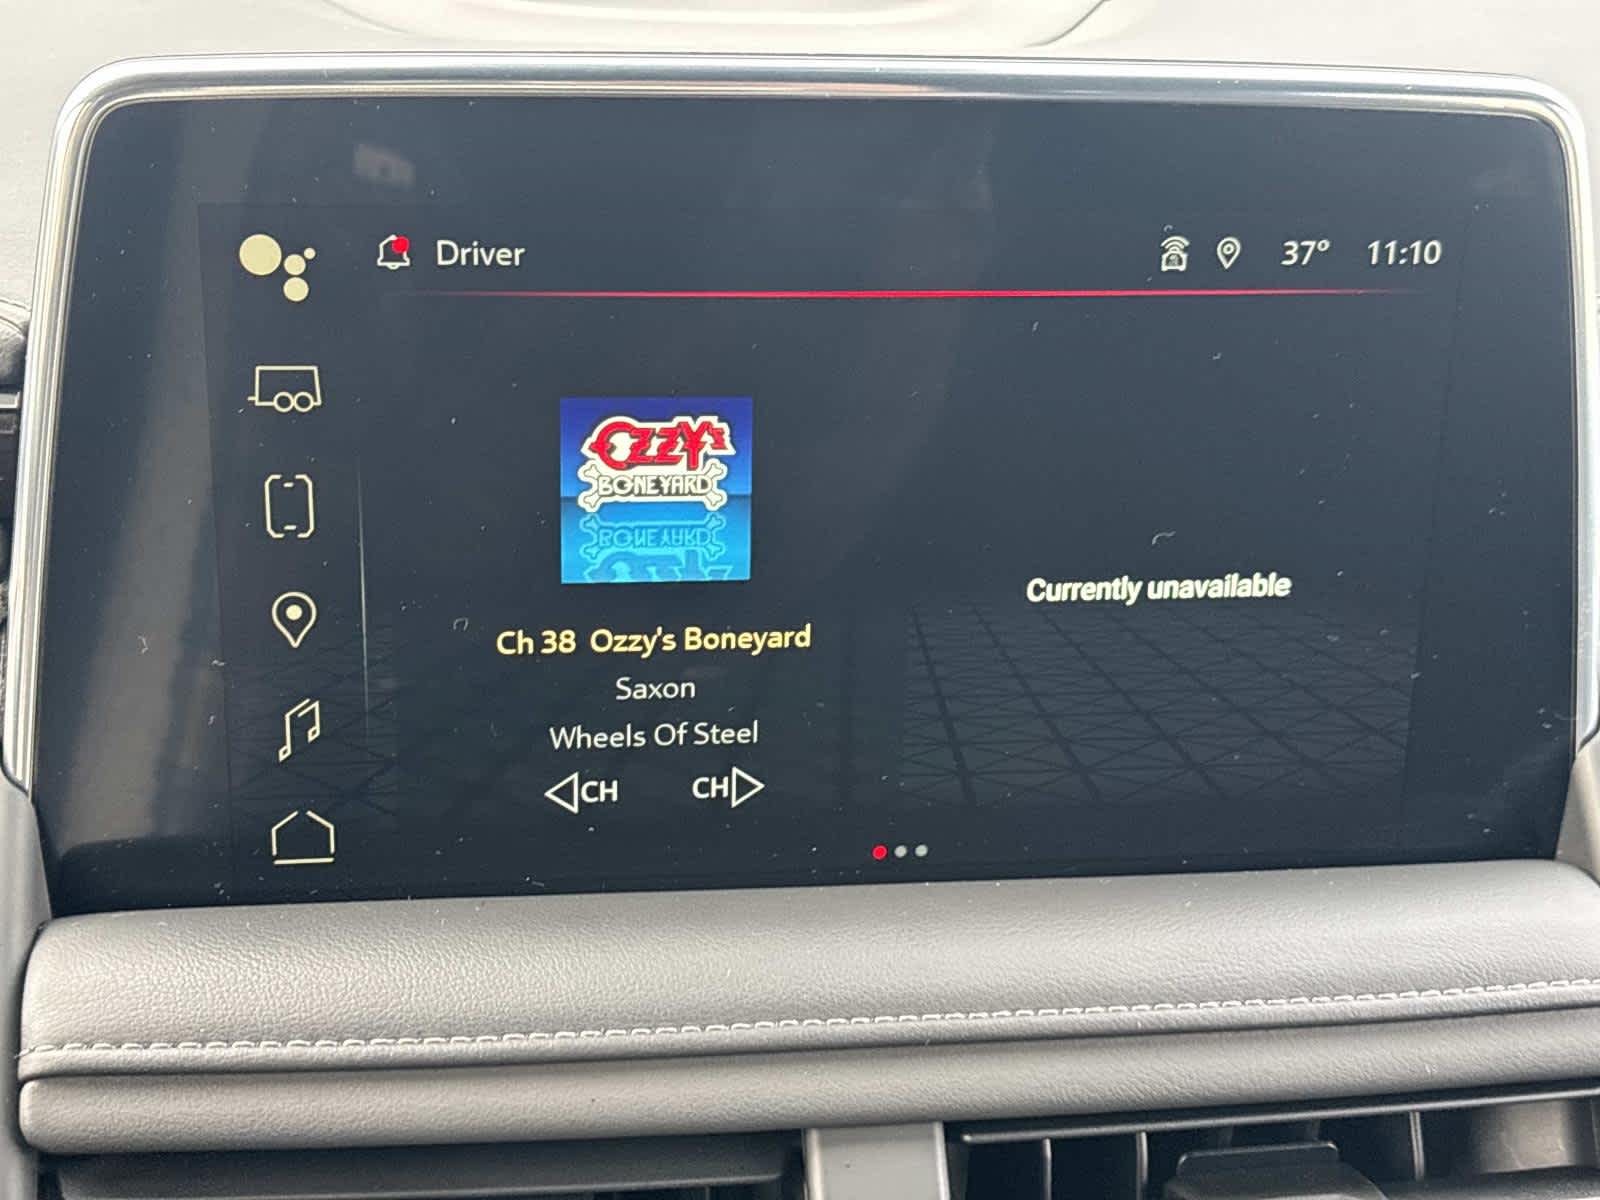 Driver
37° 11:10
Ozzy's
BONEYARD
Ch 38 Ozzy's Boneyard
Saxon
Wheels Of Steel
CH CH
Currently unavailable